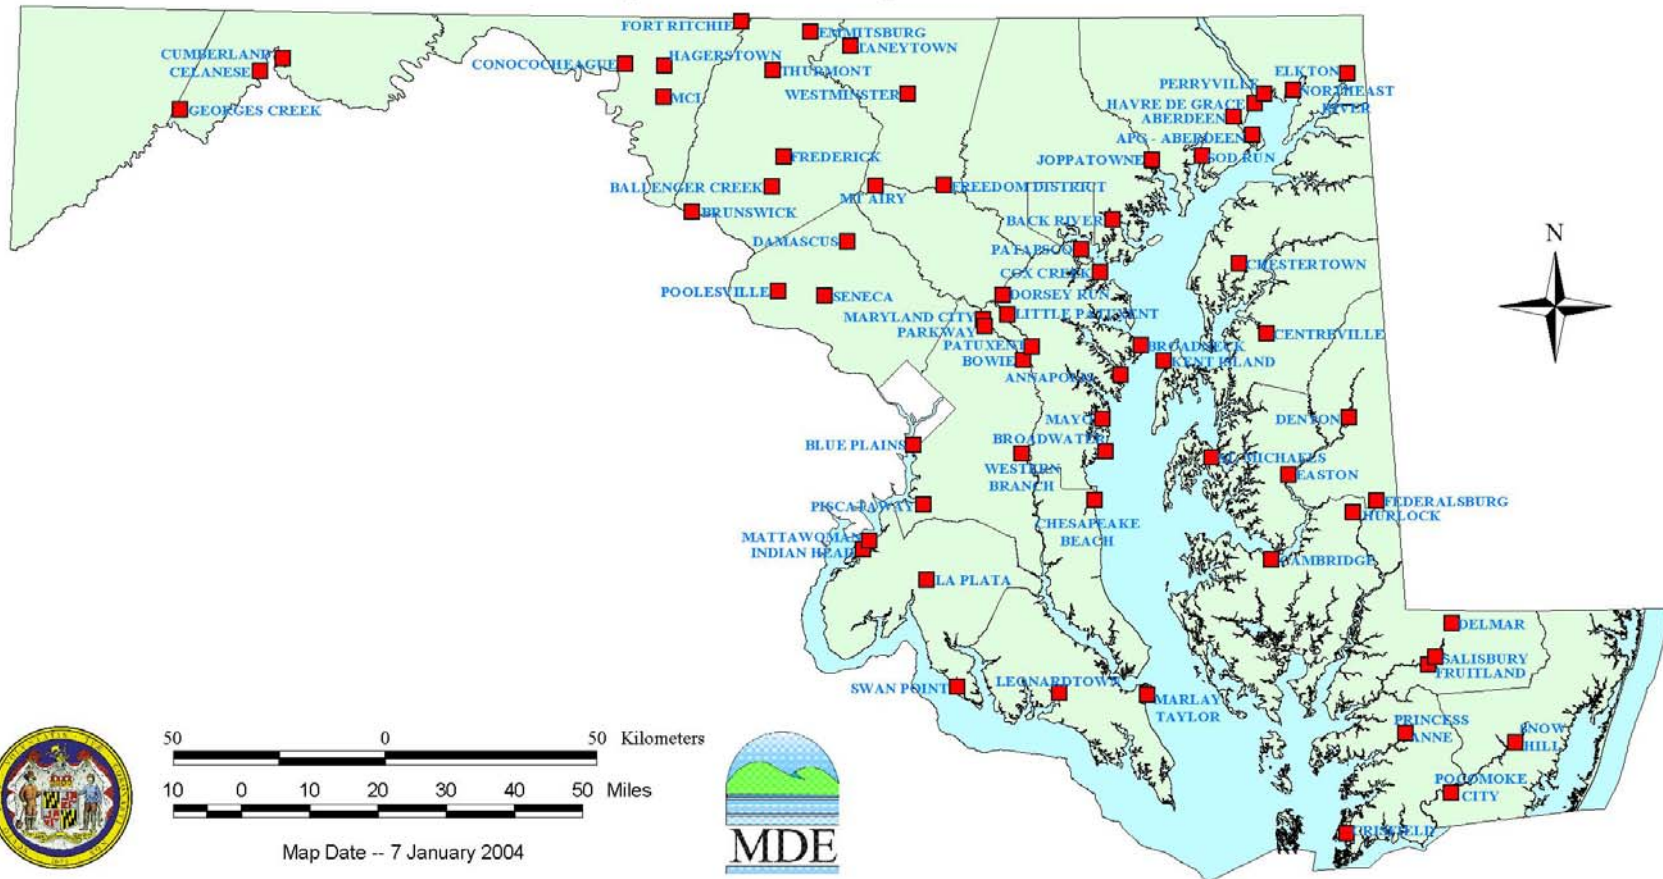 FORT RITCHIE
EMMITSBURG
TANEYTOWN
CUMBERLAND
CELANESE
CONOCOCHEAGUE
HAGERSTOWN
THURMONT
ELKTON
PERRYVILLE
NORTHEAST
RIVER
MCI
WESTMINSTER
HAVRE DE GRACE
GEORGES CREEK
ABERDEEN
APG - ABERDEEN
FREDERICK
JOPPATOWNE
SOD RUN
BALLENGER CREEK
MT AIRY
FREEDOM DISTRICT
BRUNSWICK
BACK RIVER
DAMASCUS
PATAPSCO
N
COX CREEK
CHESTERTOWN
POOLESVILLE
SENECA
DORSEY RUN
MARYLAND CITY
LITTLE PATUXENT
PARKWAY
CENTREVILLE
PATUXENT
BROADNECK
BOWIE
KENT ISLAND
ANNAPOLIS
MAYO
DENTON
BLUE PLAINS
BROADWATER
WESTERN
BRANCH
ST. MICHAELS
EASTON
PISCATAWAY
FEDERALSBURG
HURLOCK
CHESAPEAKE
BEACH
MATTAWOMAN
INDIAN HEAD
CAMBRIDGE
LA PLATA
DELMAR
SALISBURY
FRUITLAND
SWAN POINT
LEONARDTOWN
MARLAY
TAYLOR
PRINCESS
ANNE
SNOW
HILL
POCOMOKE
CITY
CRISFIELD
50 0 50 Kilometers
10 0 10 20 30 40 50 Miles
Map Date -- 7 January 2004
MDE